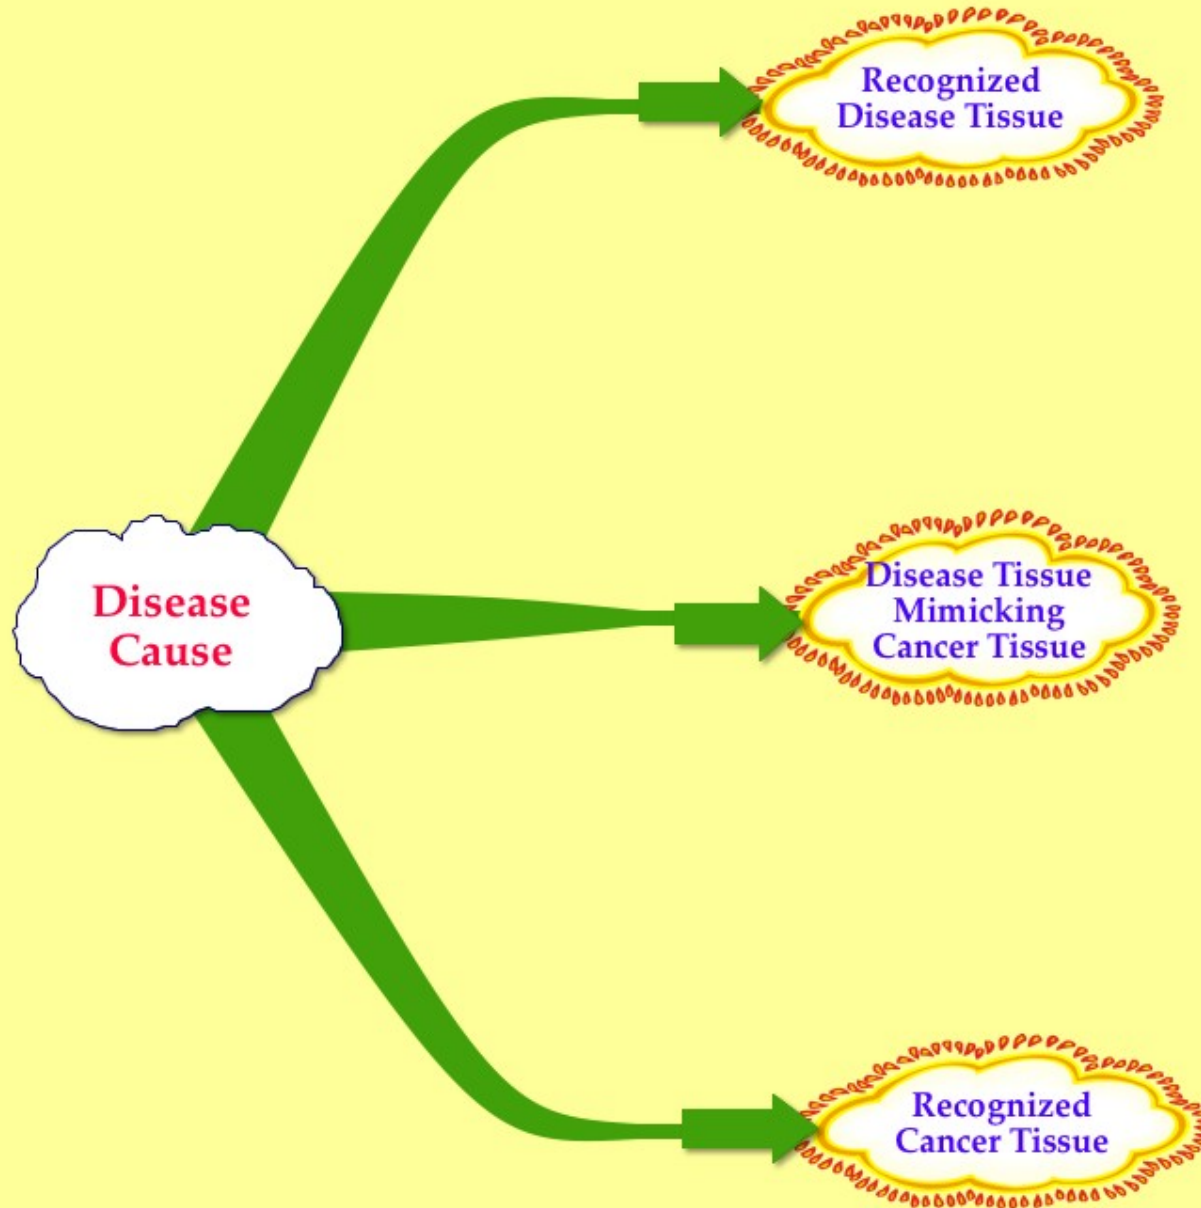 Recognized
Disease Tissue
Disease
Cause
Disease Tissue
Mimicking
Cancer Tissue
Recognized
Cancer Tissue